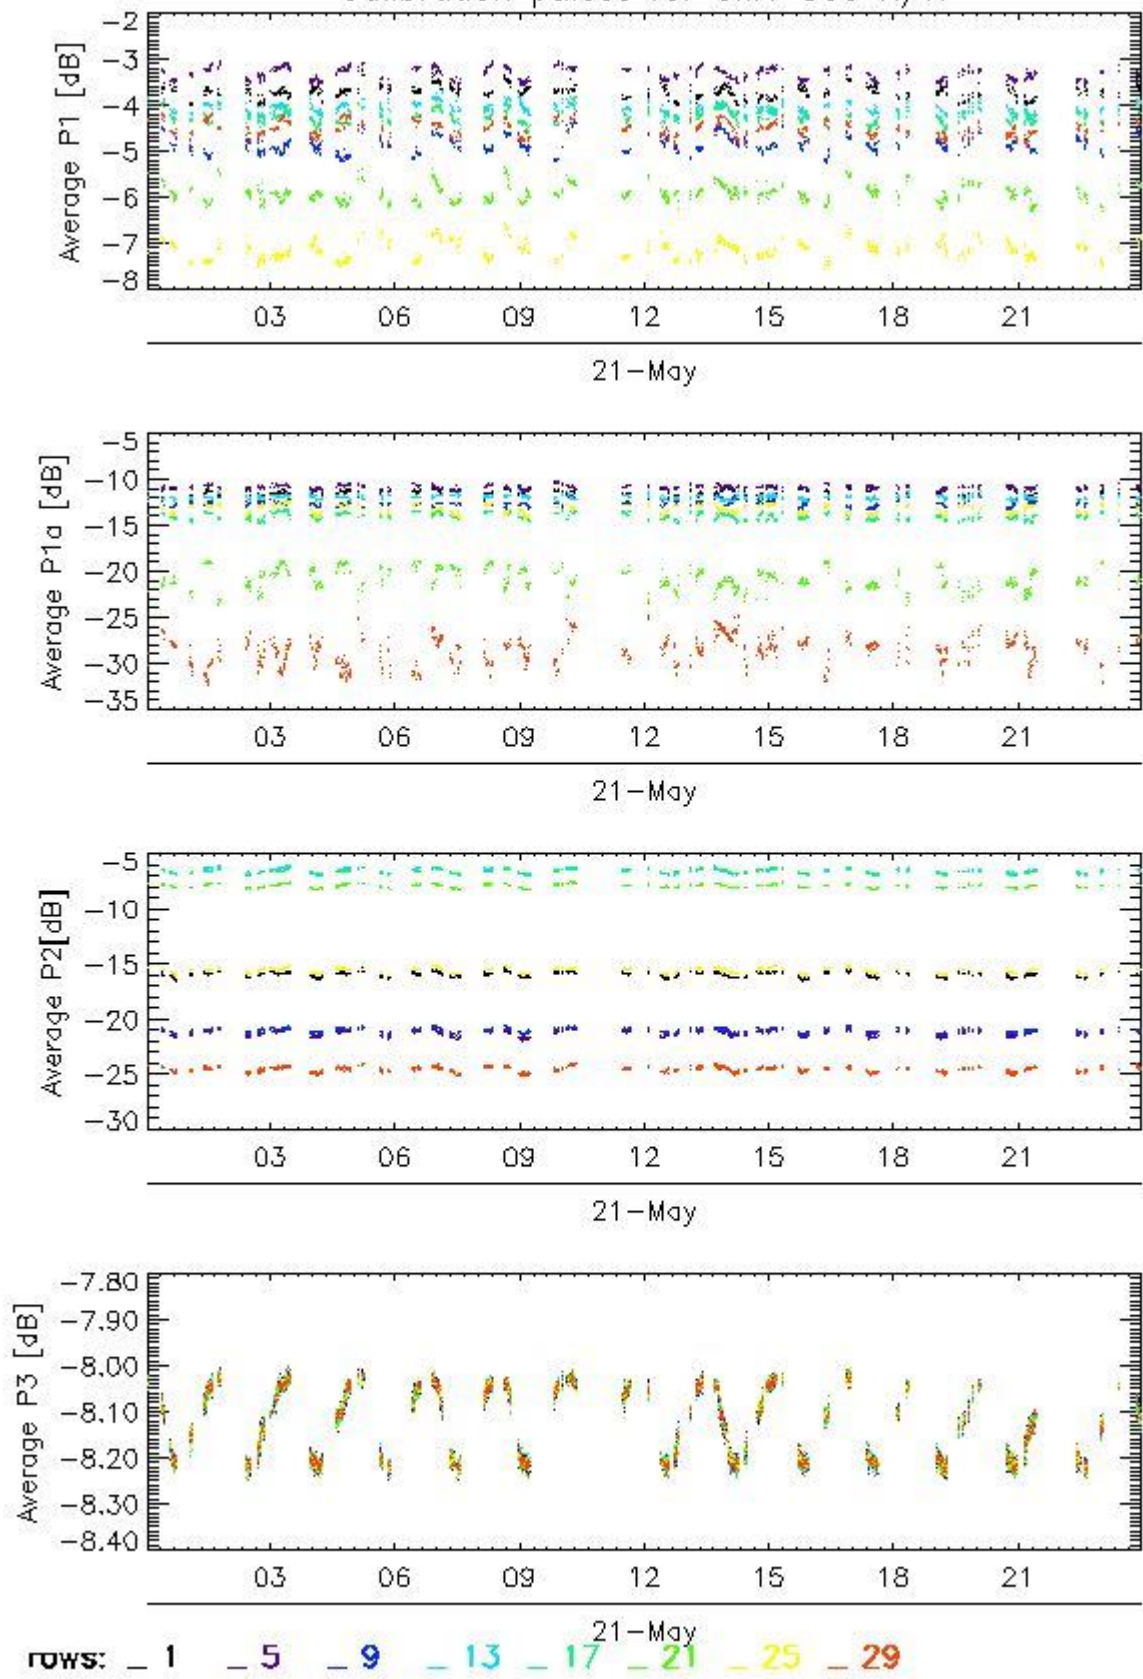 Average P1 [dB]
-2
-3
-4
-5
-6
-7
-8
03 06 09 12 15 18 21
21-May
Average P1a [dB]
-5
-10
-15
-20
-25
-30
-35
03 06 09 12 15 18 21
21-May
Average P2[dB]
-5
-10
-15
-20
-25
-30
03 06 09 12 15 18 21
21-May
Average P3 [dB]
-7.80
-7.90
-8.00
-8.10
-8.20
-8.30
-8.40
03 06 09 12 15 18 21
21-May
rows: _ 1 _ 5 _ 9 _ 13 _ 17 _ 21 _ 25 _ 29